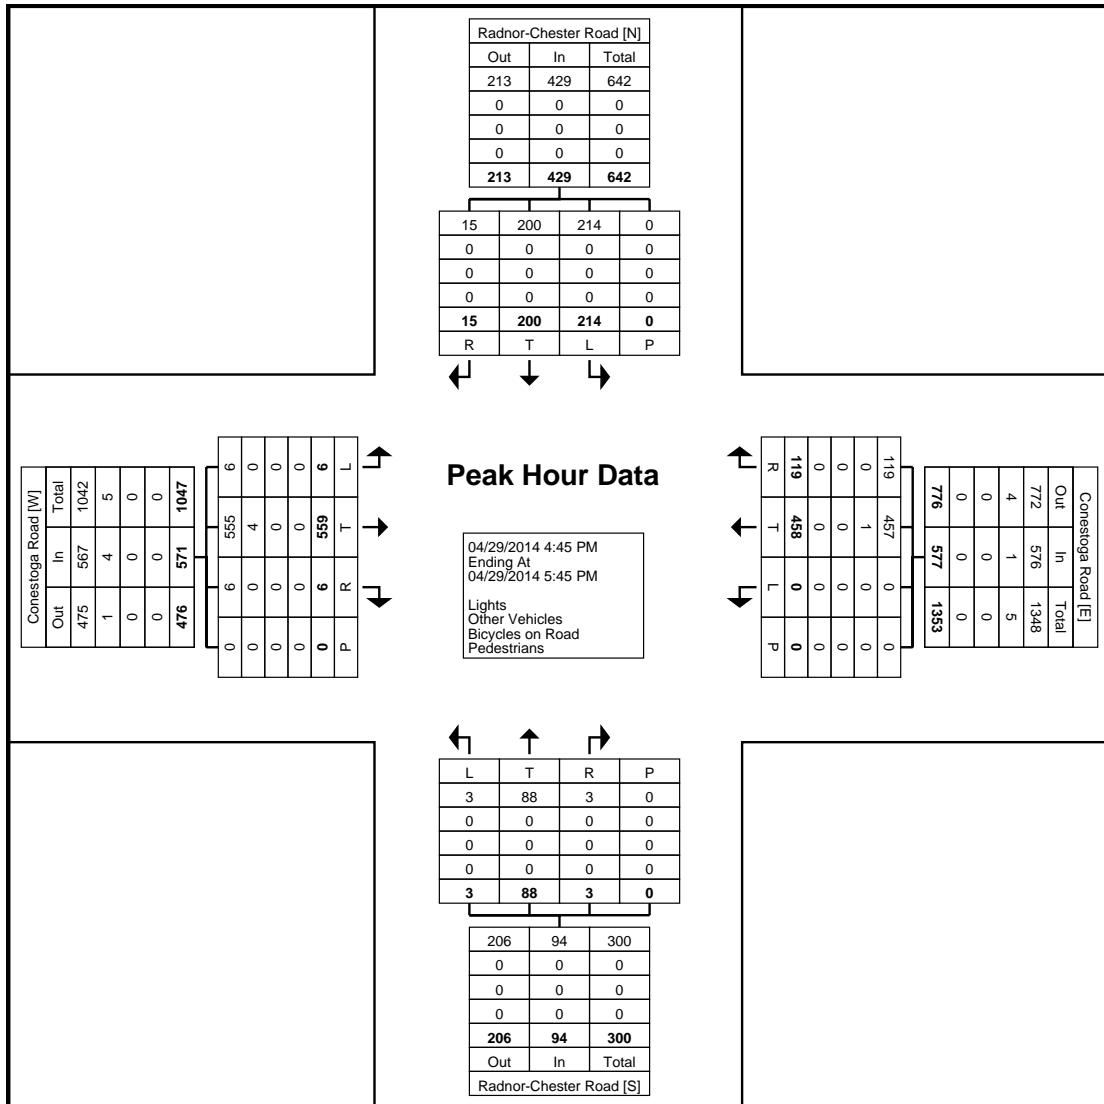 Radnor-Chester Road [N]
Out In Total
213 429 642
0 0 0
0 0 0
0 0 0
213 429 642
15 200 214 0
0 0 0 0
0 0 0 0
0 0 0 0
15 200 214 0
R T L P
Conestoga Road [W]
Total In Out
1042 567 475
5 4 1
0 0 0
0 0 0
1047 571 476
6 555 6 0
0 4 0 0
0 0 0 0
0 0 0 0
6 559 6 0
L T R P
Peak Hour Data
04/29/2014 4:45 PM
Ending At
04/29/2014 5:45 PM
Lights
Other Vehicles
Bicycles on Road
Pedestrians
R T L P
119 458 0 0
0 0 0 0
0 0 0 0
0 1 0 0
119 457 0 0
Conestoga Road [E]
Out In Total
772 576 1348
4 1 5
0 0 0
0 0 0
776 577 1353
L T R P
3 88 3 0
0 0 0 0
0 0 0 0
0 0 0 0
3 88 3 0
206 94 300
0 0 0
0 0 0
0 0 0
206 94 300
Out In Total
Radnor-Chester Road [S]